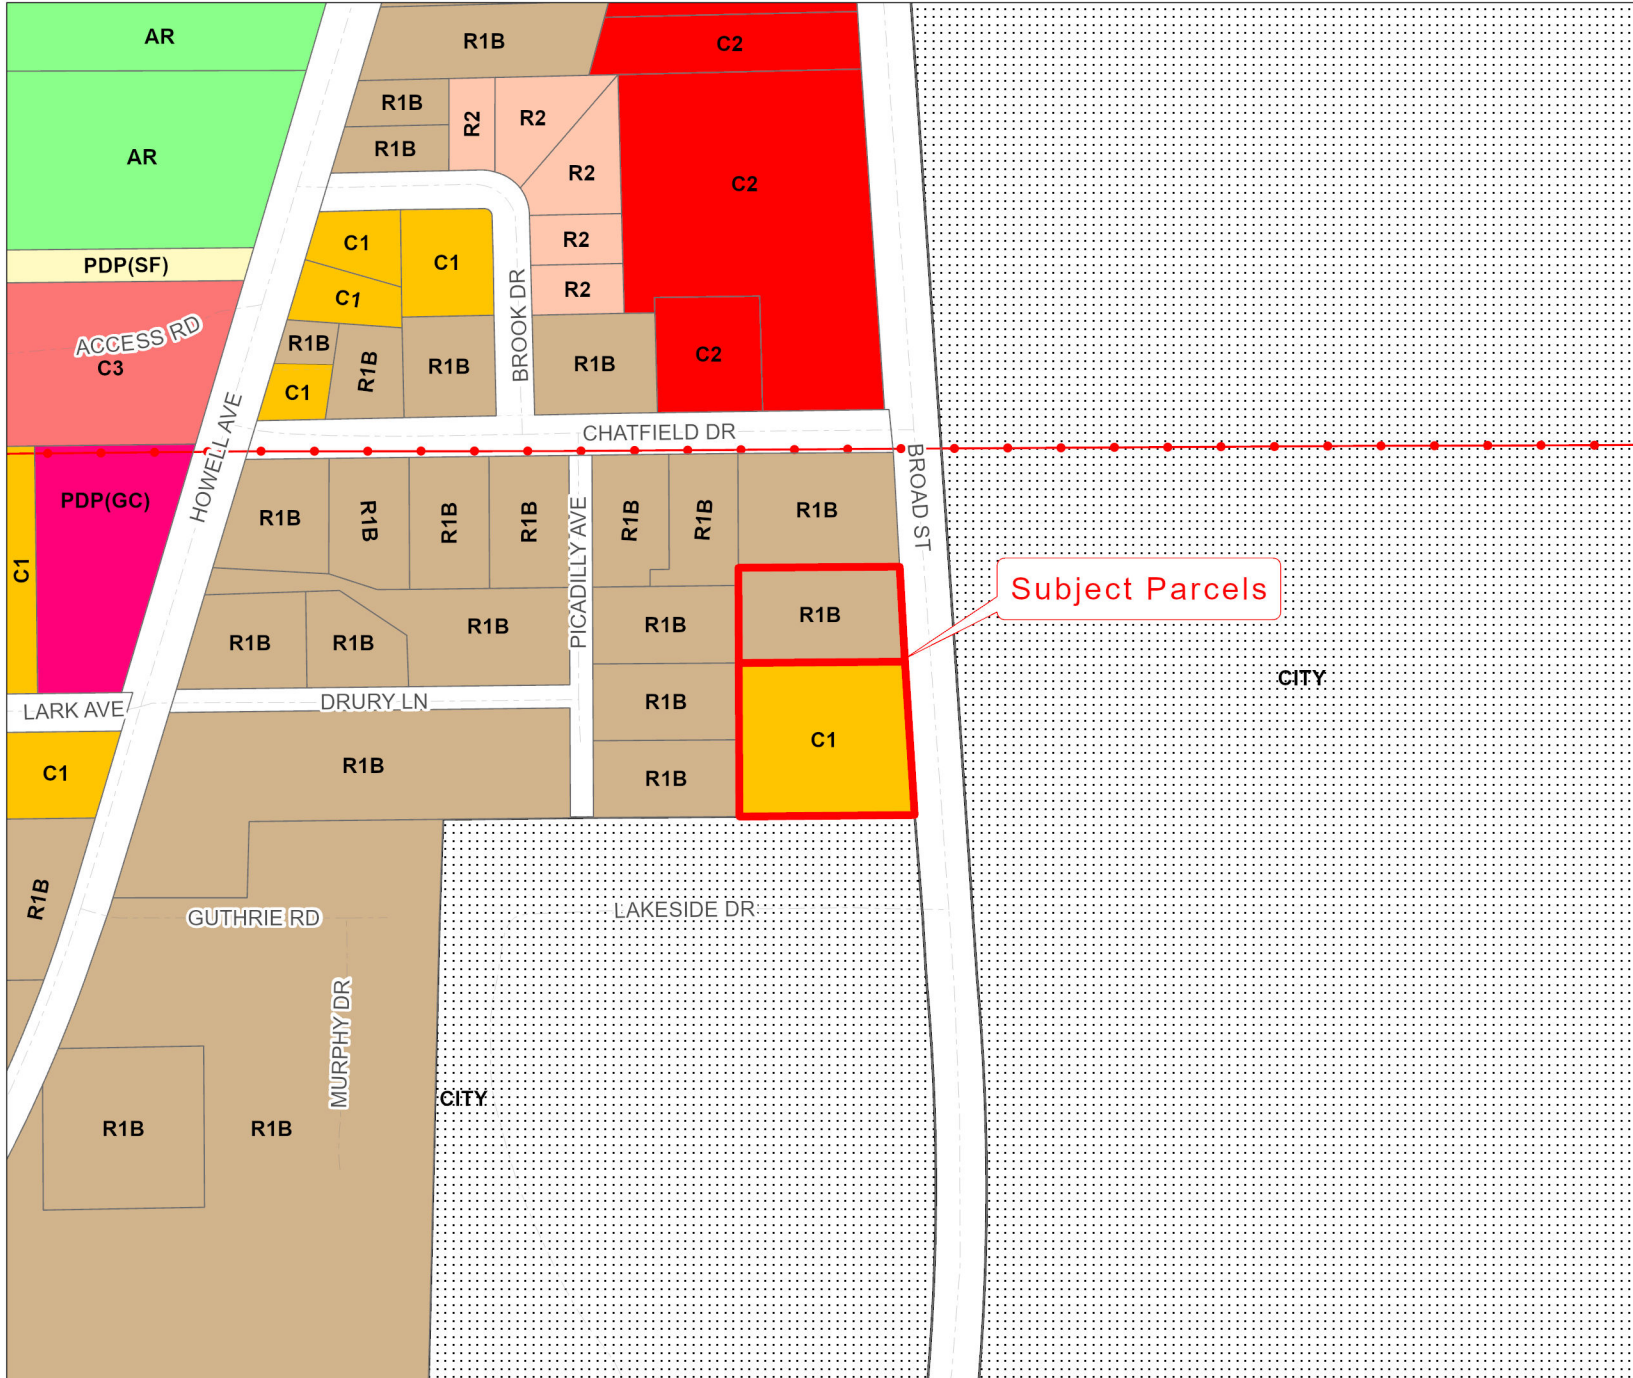 AR
R1B
C2
R1B
R2
R2
R1B
AR
R2
C2
R2
C1
C1
PDP(SF)
R2
C1
BROOK DR
ACCESS RD
C3
R1B
R1B
R1B
R1B
C2
C1
HOWELL AVE
CHATFIELD DR
BROAD ST
PDP(GC)
C1
R1B
R1B
R1B
R1B
PICADILLY AVE
R1B
R1B
R1B
Subject Parcels
R1B
R1B
R1B
R1B
R1B
R1B
CITY
LARK AVE
DRURY LN
R1B
C1
C1
R1B
R1B
R1B
GUTHRIE RD
LAKESIDE DR
MURPHY DR
CITY
R1B
R1B